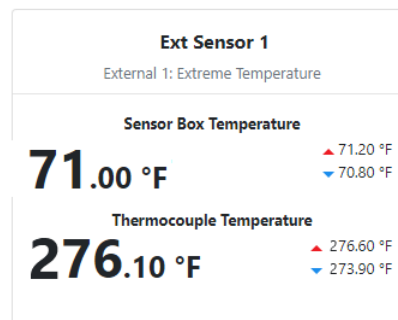 Ext Sensor 1
External 1: Extreme Temperature
Sensor Box Temperature
71.00 °F
▲ 71.20 °F
▼ 70.80 °F
Thermocouple Temperature
276.10 °F
▲ 276.60 °F
▼ 273.90 °F